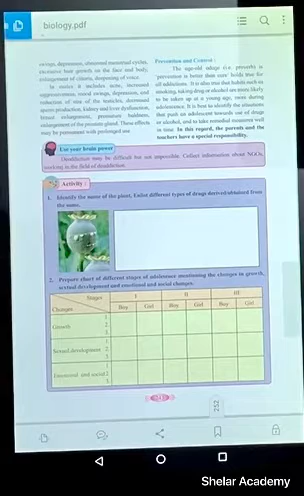 biology.pdf
swings, depression, abnormal menstrual cycles,
excessive hair growth on the face and body,
enlargement of clitoris, deepening of voice.
In males it includes acne, increased
aggressiveness, mood swings, depression, and
reduction of size of the testicles, decreased
sperm production, kidney and liver dysfunction,
breast enlargement, premature baldness,
enlargement of the prostate gland. These effects
may be permanent with prolonged use
Prevention and Control :
The age-old adage (i.e. proverb) is
'prevention is better than cure' holds true for
all addictions. It is also true that habits such as
smoking, taking drug or alcohol are more likely
to be taken up at a young age, more during
adolescence. It is best to identify the situations
that push an adolescent towards use of drugs
or alcohol, and to take remedial measures well
in time. In this regard, the parents and the
teachers have a special responsibility.
Use your brain power
Deaddiction may be difficult but not impossible. Collect information about NGOs,
working in the field of deaddiction.
Activity :
1. Identify the name of the plant. Enlist different types of drugs derived/obtained from
the same.
2. Prepare chart of different stages of adolesence mentioning the changes in growth,
sextual development and emotional and social changes.
Stages I II III
Changes Boy Girl Boy Girl Boy Girl
Growth 1. 2. 3.
Sextual development 1. 2. 3.
Emotional and social 1. 2. 3.
252
Shelar Academy